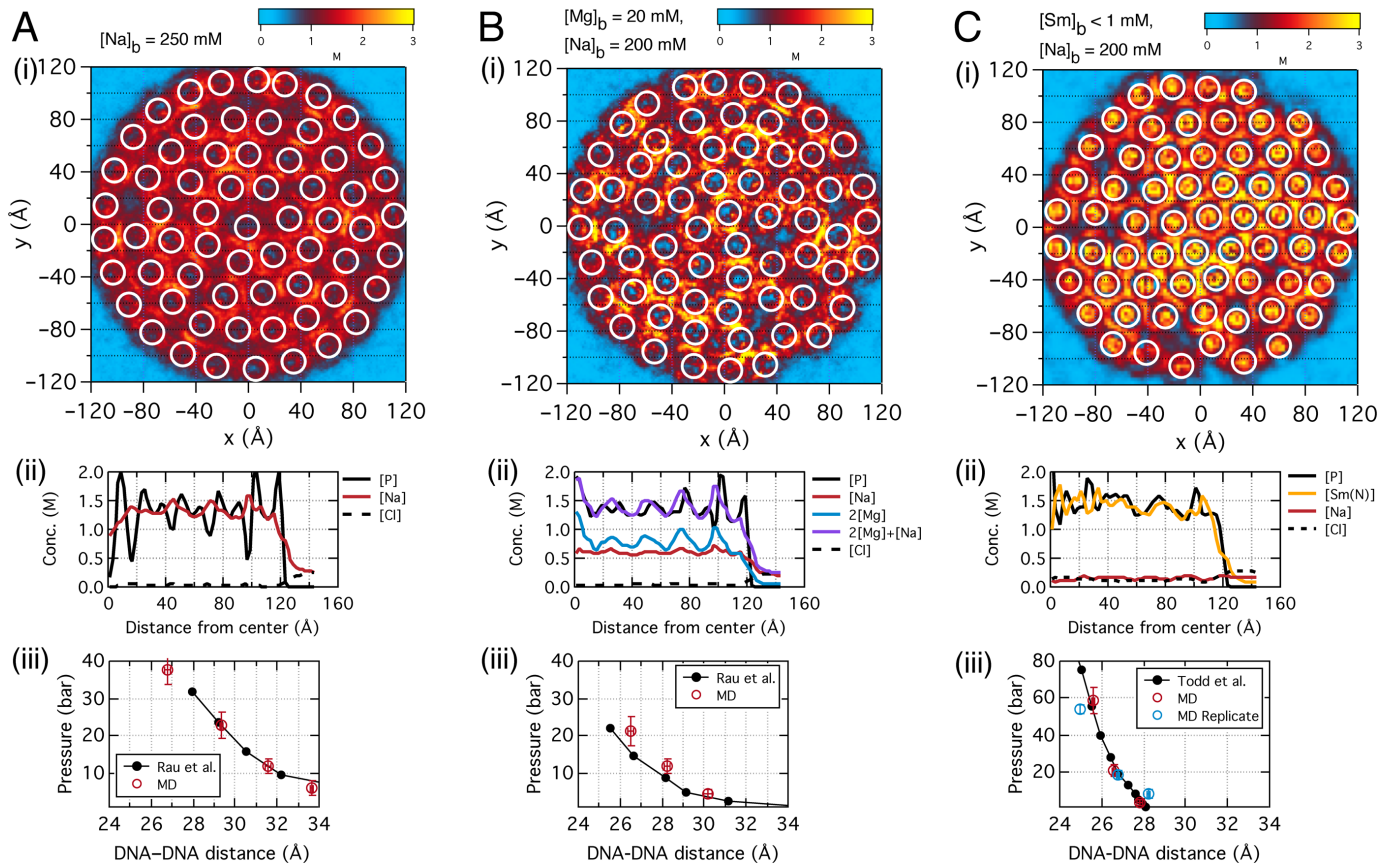 A
[Na]b = 250 mM
0 1 2 3
M
(i)
120
80
40
0
−40
−80
−120
y (Å)
−120 −80 −40 0 40 80 120
x (Å)
(ii)
2.0
1.5
1.0
0.5
0.0
Conc. (M)
0 40 80 120 160
Distance from center (Å)
[P]
[Na]
[Cl]
(iii)
40
30
20
10
Pressure (bar)
Rau et al.
MD
24 26 28 30 32 34
DNA–DNA distance (Å)
B
[Mg]b = 20 mM,
[Na]b = 200 mM
0 1 2 3
M
(i)
120
80
40
0
−40
−80
−120
y (Å)
−120 −80 −40 0 40 80 120
x (Å)
(ii)
2.0
1.5
1.0
0.5
0.0
Conc. (M)
0 40 80 120 160
Distance from center (Å)
[P]
[Na]
2[Mg]
2[Mg]+[Na]
[Cl]
(iii)
40
30
20
10
Pressure (bar)
Rau et al.
MD
24 26 28 30 32 34
DNA-DNA distance (Å)
C
[Sm]b < 1 mM,
[Na]b = 200 mM
0 1 2 3
M
(i)
120
80
40
0
−40
−80
−120
y (Å)
−120 −80 −40 0 40 80 120
x (Å)
(ii)
2.0
1.5
1.0
0.5
0.0
Conc. (M)
0 40 80 120 160
Distance from center (Å)
[P]
[Sm(N)]
[Na]
[Cl]
(iii)
80
60
40
20
Pressure (bar)
Todd et al.
MD
MD Replicate
24 26 28 30 32 34
DNA-DNA distance (Å)